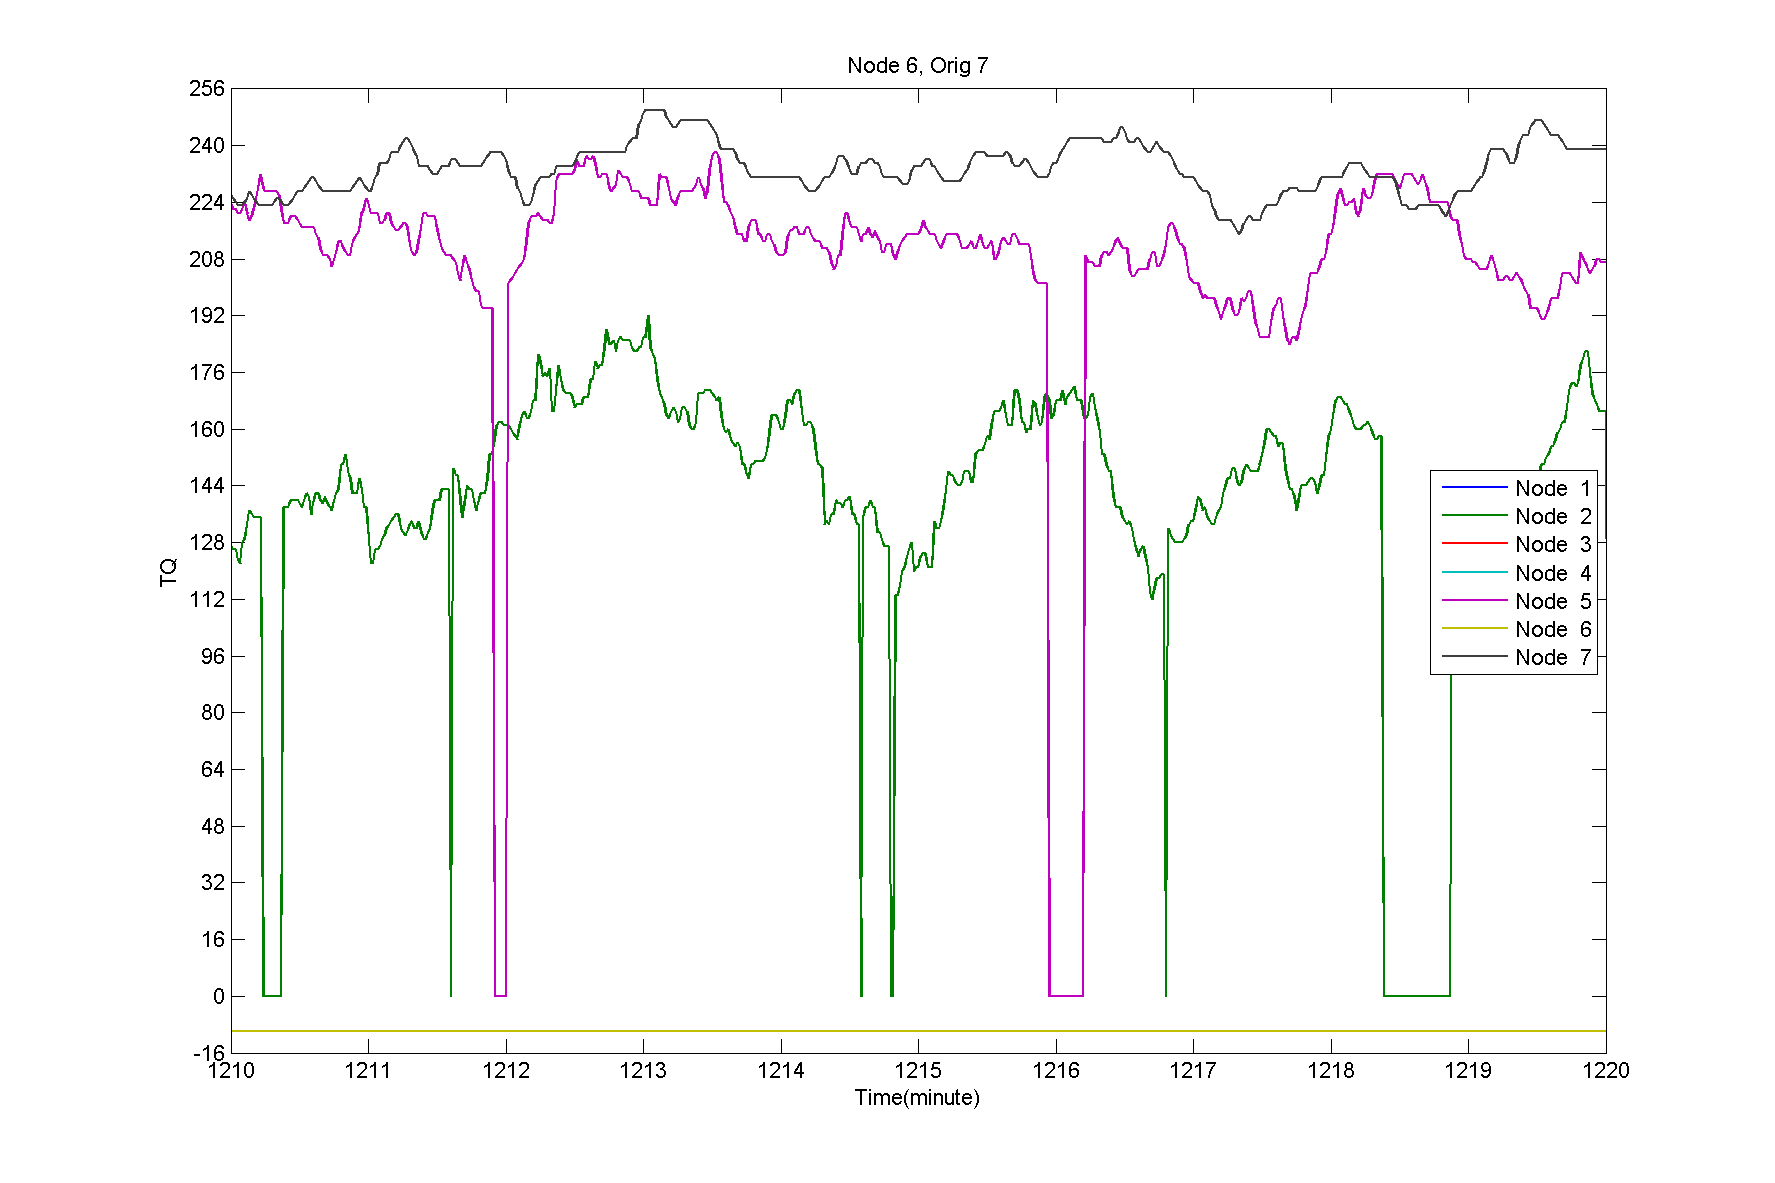 Node 6, Orig 7
256
240
224
208
192
176
160
144
128
112
96
80
64
48
32
16
0
-16
TQ
Node 1
Node 2
Node 3
Node 4
Node 5
Node 6
Node 7
1210 1211 1212 1213 1214 1215 1216 1217 1218 1219 1220
Time(minute)